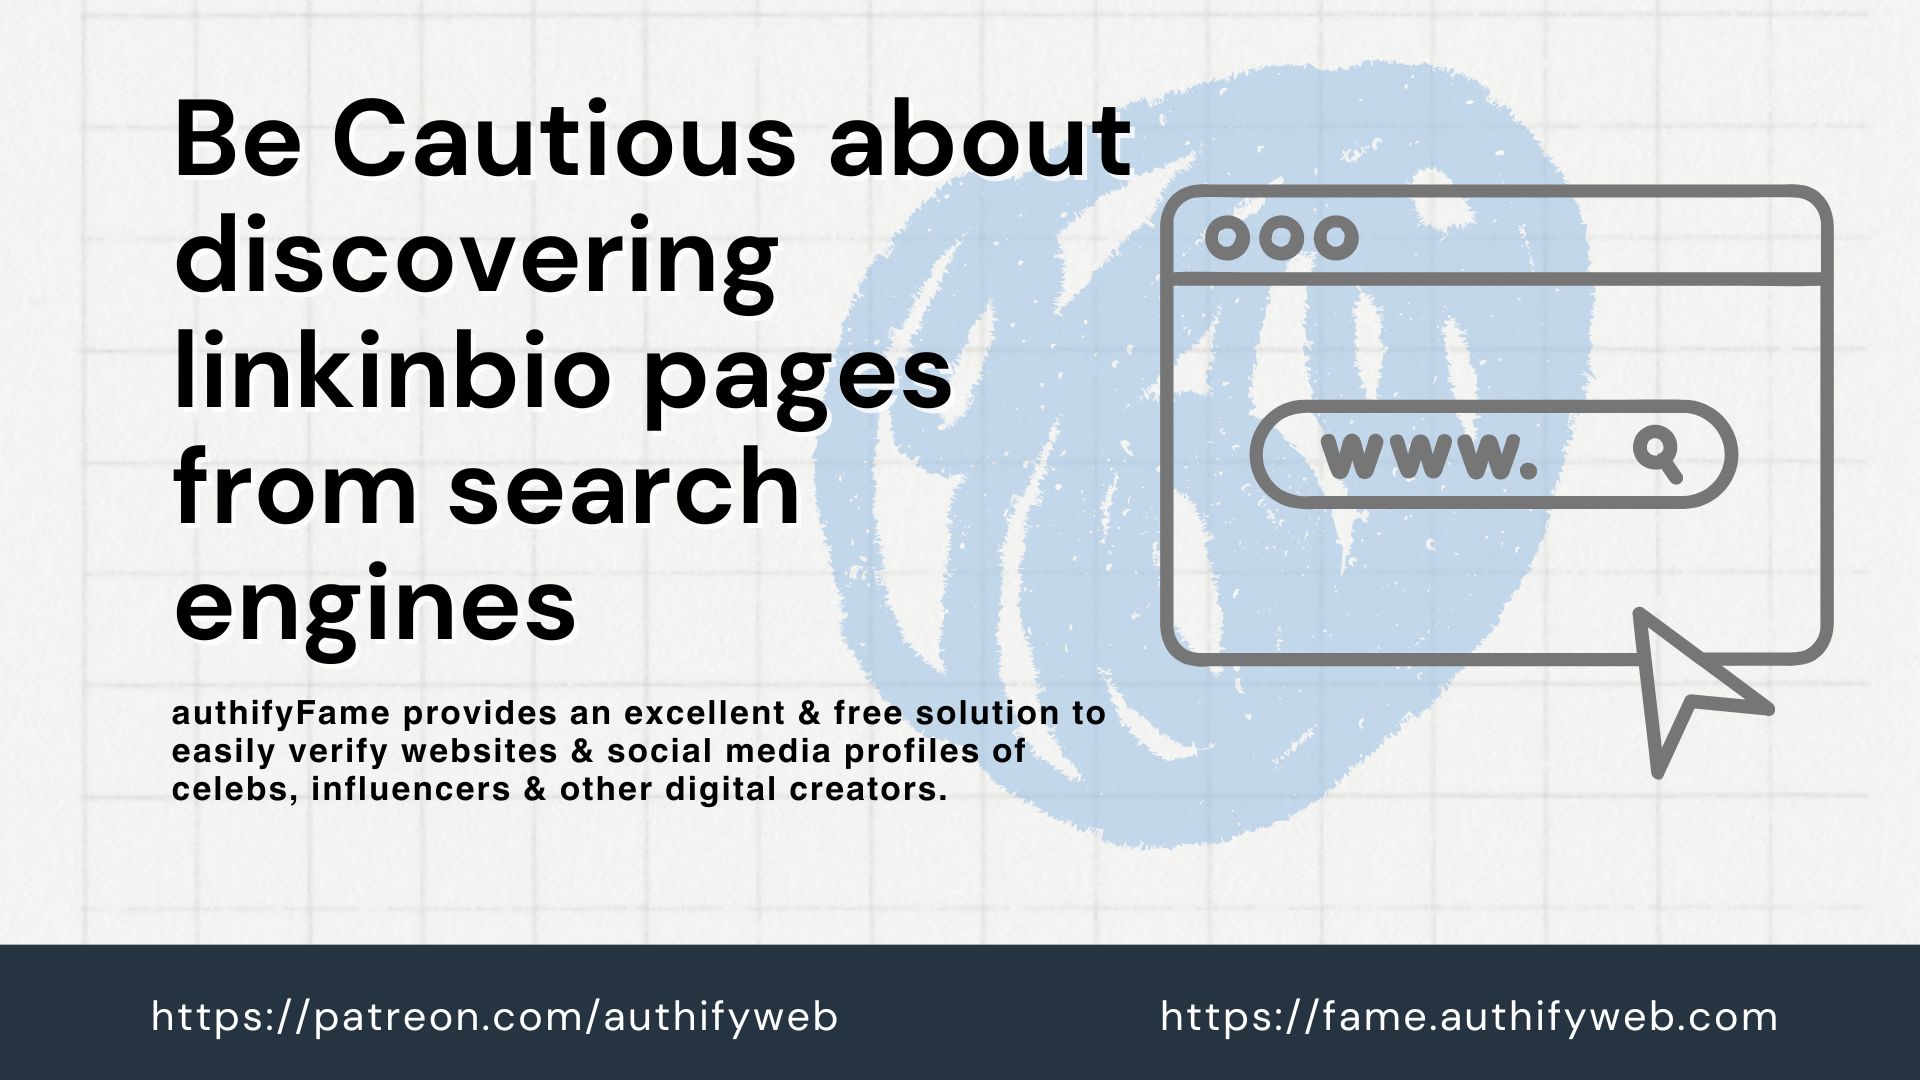 Be Cautious about
discovering
linkinbio pages
from search
engines
www.
authifyFame provides an excellent & free solution to
easily verify websites & social media profiles of
celebs, influencers & other digital creators.
https://patreon.com/authifyweb
https://fame.authifyweb.com